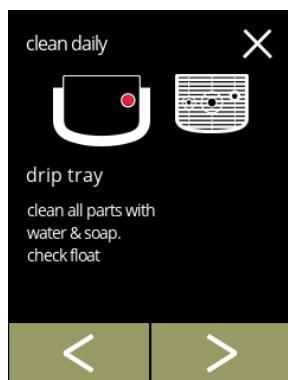 clean daily
drip tray
clean all parts with
water & soap.
check float